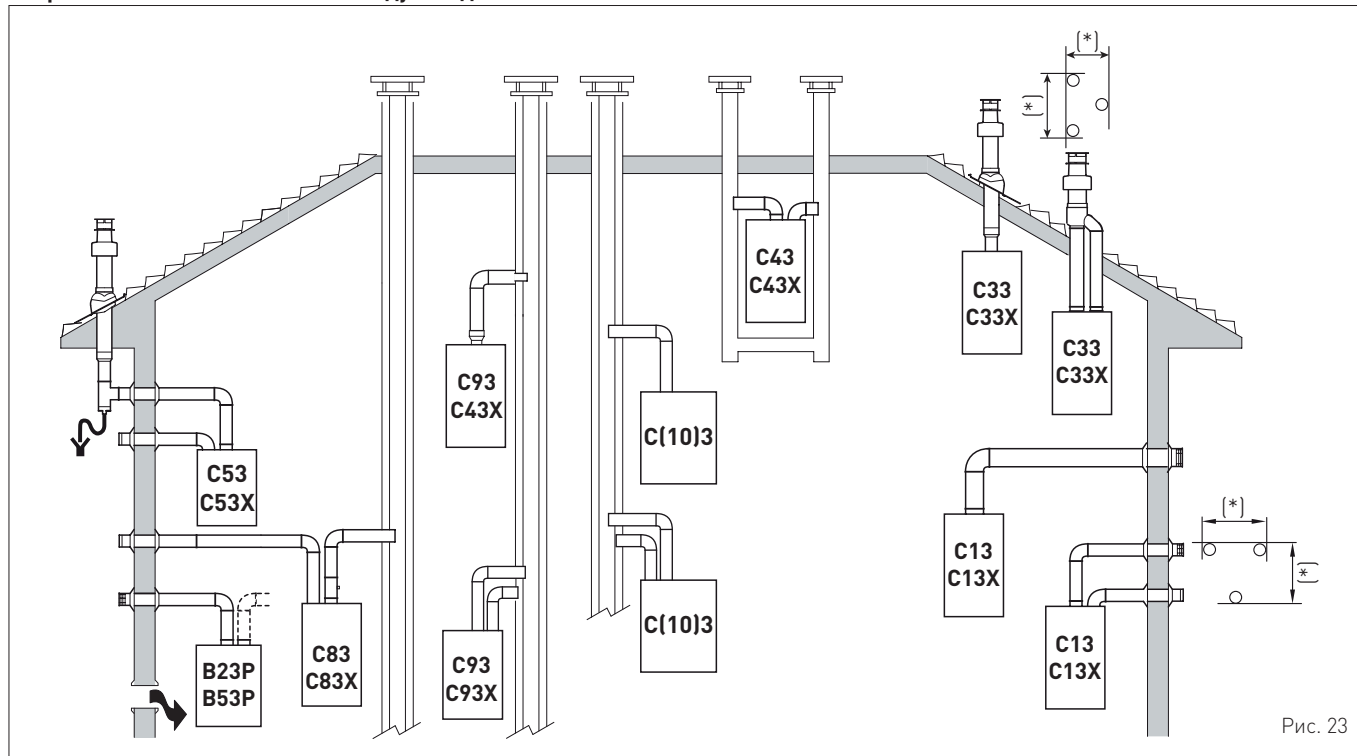 (*)
(*)
C43
C43X
C33
C33X
C33
C33X
C93
C43X
C(10)3
C53
C53X
C13
C13X
(*)
(*)
C83
C83X
C93
C93X
C(10)3
C13
C13X
B23P
B53P
Рис. 23